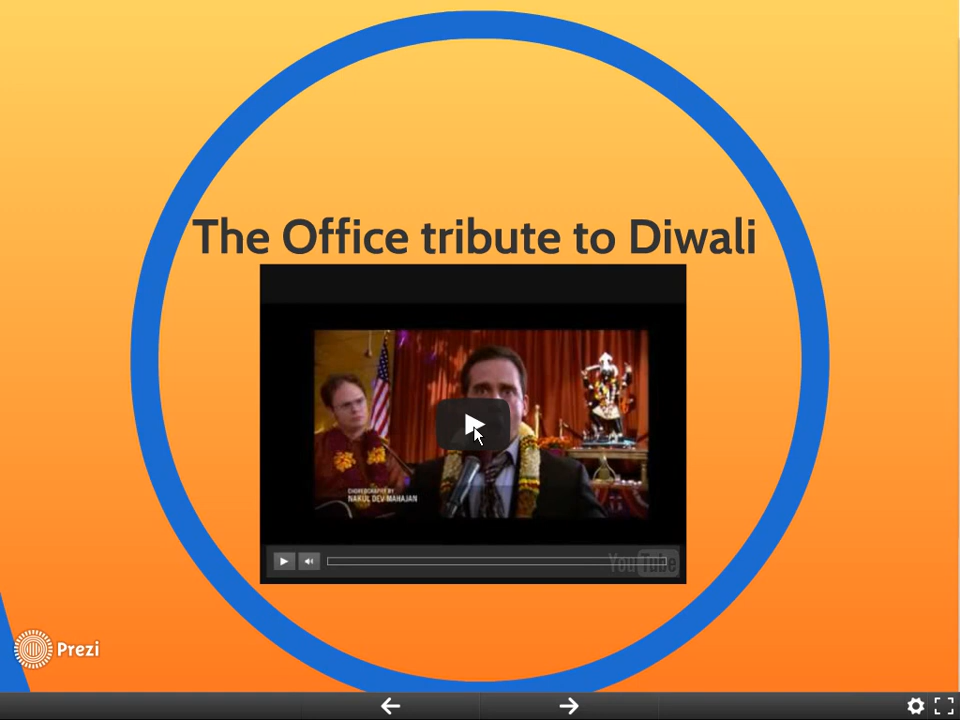 The Office tribute to Diwali
CHOREOGRAPHY BY
NAKUL DEV MAHAJAN
YouTube
Prezi